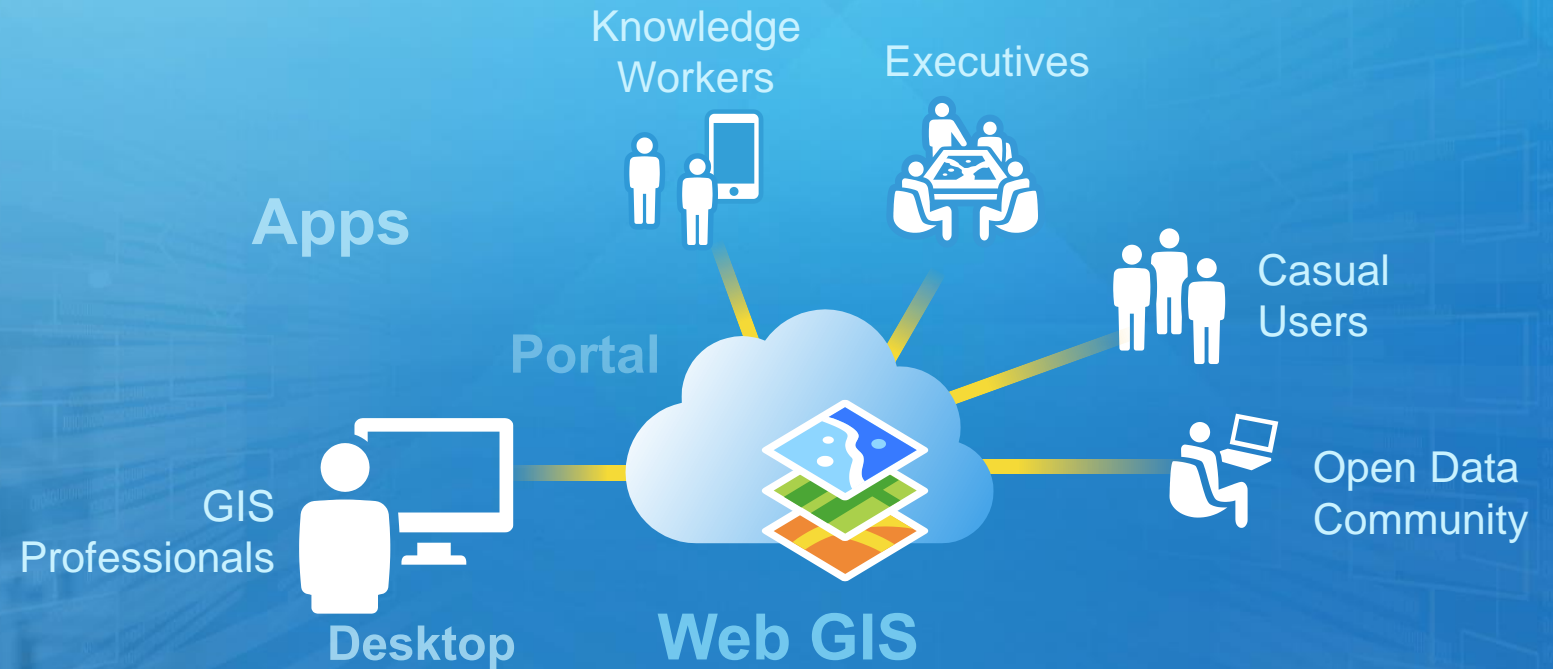 Knowledge
Workers
Executives
Apps
Casual
Users
Portal
GIS
Professionals
Open Data
Community
Desktop
Web GIS